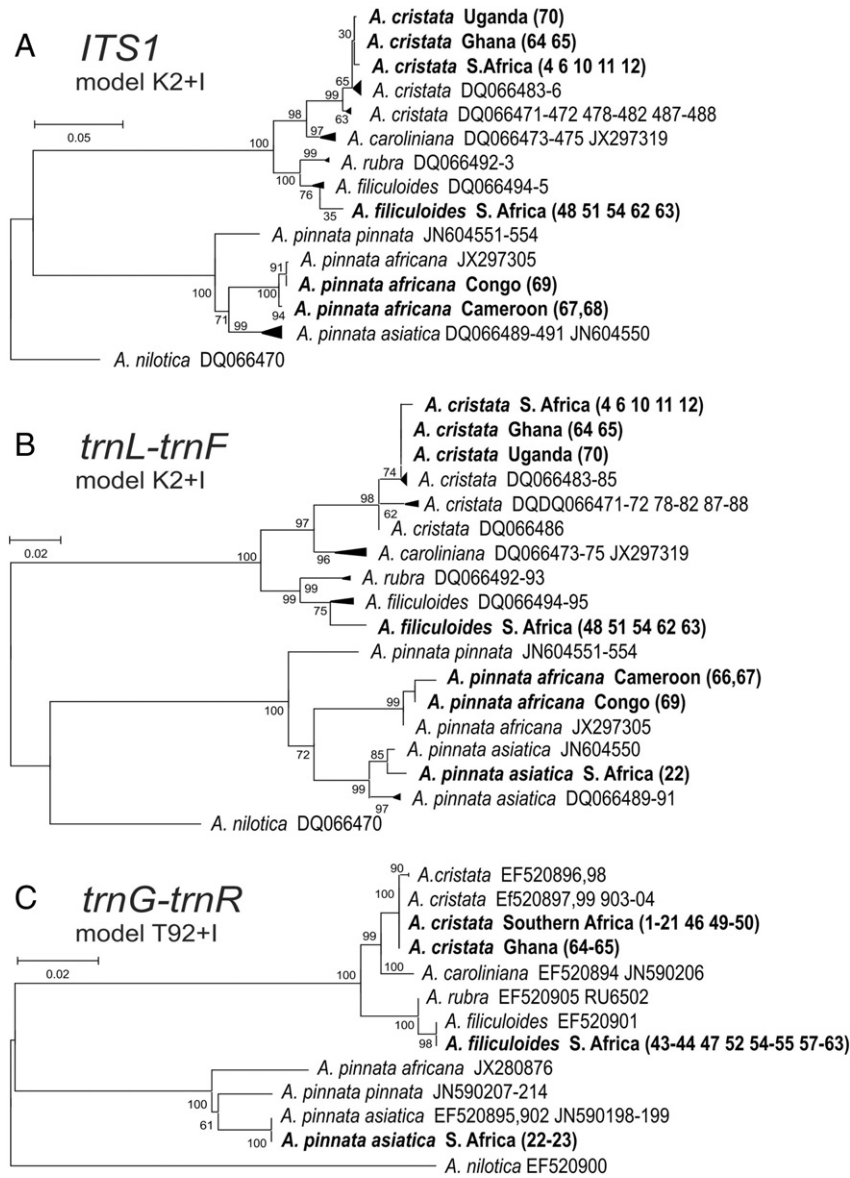 A ITS1
model K2+I
0.05
A. cristata Uganda (70)
30
A. cristata Ghana (64 65)
A. cristata S.Africa (4 6 10 11 12)
65
A. cristata DQ066483-6
99
A. cristata DQ066471-472 478-482 487-488
63
98
97
A. caroliniana DQ066473-475 JX297319
100
99
A. rubra DQ066492-3
100
A. filiculoides DQ066494-5
76
A. filiculoides S. Africa (48 51 54 62 63)
35
A. pinnata pinnata JN604551-554
A. pinnata africana JX297305
91
A. pinnata africana Congo (69)
100
100
A. pinnata africana Cameroon (67,68)
94
71
99
A. pinnata asiatica DQ066489-491 JN604550
A. nilotica DQ066470
B trnL-trnF
model K2+I
0.02
A. cristata S. Africa (4 6 10 11 12)
A. cristata Ghana (64 65)
A. cristata Uganda (70)
74
A. cristata DQ066483-85
98
A. cristata DQDQ066471-72 78-82 87-88
62
A. cristata DQ066486
97
A. caroliniana DQ066473-75 JX297319
96
100
A. rubra DQ066492-93
99
99
A. filiculoides DQ066494-95
75
A. filiculoides S. Africa (48 51 54 62 63)
A. pinnata pinnata JN604551-554
A. pinnata africana Cameroon (66,67)
99
A. pinnata africana Congo (69)
100
A. pinnata africana JX297305
72
85
A. pinnata asiatica JN604550
A. pinnata asiatica S. Africa (22)
99
A. pinnata asiatica DQ066489-91
97
A. nilotica DQ066470
C trnG-trnR
model T92+I
0.02
90
A.cristata EF520896,98
100
A. cristata Ef520897,99 903-04
A. cristata Southern Africa (1-21 46 49-50)
99
A. cristata Ghana (64-65)
100
A. caroliniana EF520894 JN590206
100
A. rubra EF520905 RU6502
100
A. filiculoides EF520901
98
A. filiculoides S. Africa (43-44 47 52 54-55 57-63)
A. pinnata africana JX280876
100
A. pinnata pinnata JN590207-214
61
A. pinnata asiatica EF520895,902 JN590198-199
100
A. pinnata asiatica S. Africa (22-23)
A. nilotica EF520900